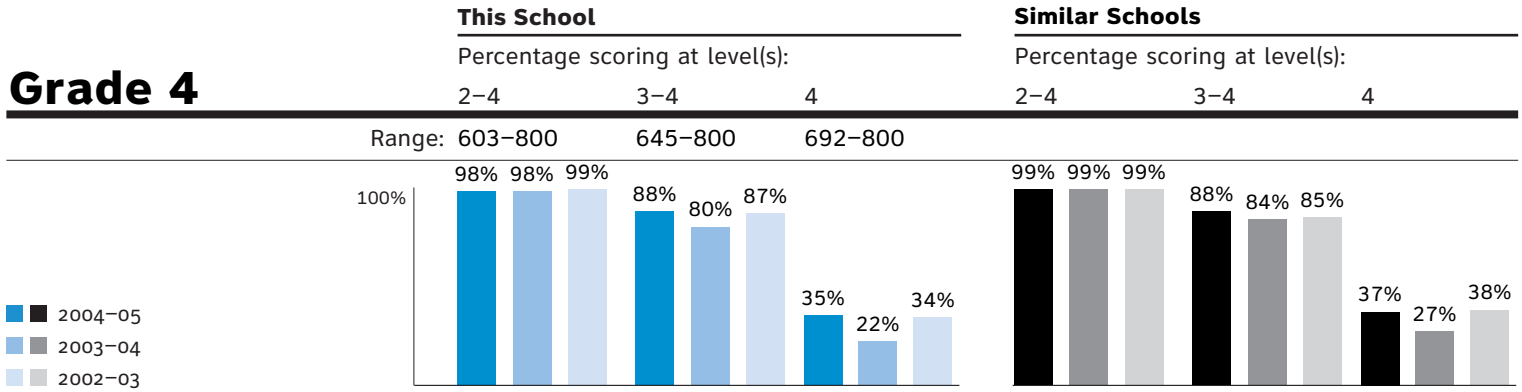 This School Similar Schools
Percentage scoring at level(s): Percentage scoring at level(s):
Grade 4
2–4 3–4 4 2–4 3–4 4
Range: 603–800 645–800 692–800
98% 98% 99% 88% 80% 87% 35% 22% 34% 99% 99% 99% 88% 84% 85% 37% 27% 38%
100%
2004–05
2003–04
2002–03